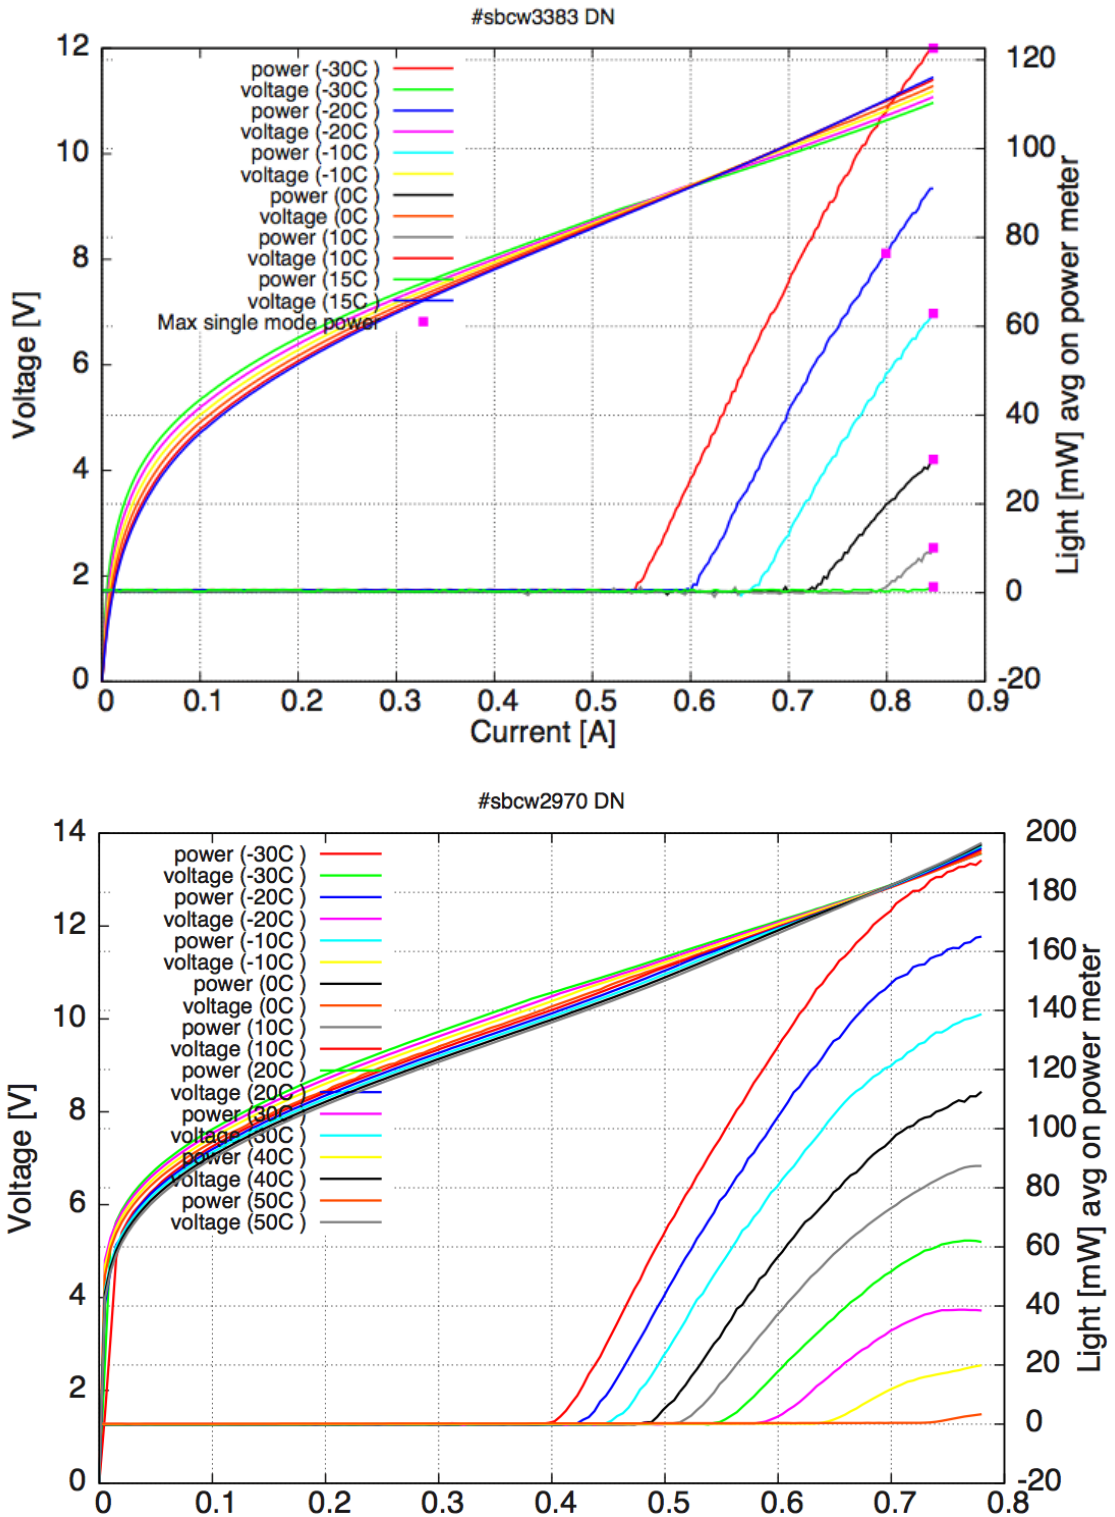 #sbcw3383 DN
12
10
8
6
4
2
0
Voltage [V]
power (-30C )
voltage (-30C )
power (-20C )
voltage (-20C )
power (-10C )
voltage (-10C )
power (0C )
voltage (0C )
power (10C )
voltage (10C )
power (15C )
voltage (15C )
Max single mode power
120
100
80
60
40
20
0
-20
Light [mW] avg on power meter
0 0.1 0.2 0.3 0.4 0.5 0.6 0.7 0.8 0.9
Current [A]
#sbcw2970 DN
14
12
10
8
6
4
2
0
Voltage [V]
power (-30C )
voltage (-30C )
power (-20C )
voltage (-20C )
power (-10C )
voltage (-10C )
power (0C )
voltage (0C )
power (10C )
voltage (10C )
power (20C )
voltage (20C )
power (30C )
voltage (30C )
power (40C )
voltage (40C )
power (50C )
voltage (50C )
200
180
160
140
120
100
80
60
40
20
0
-20
Light [mW] avg on power meter
0 0.1 0.2 0.3 0.4 0.5 0.6 0.7 0.8